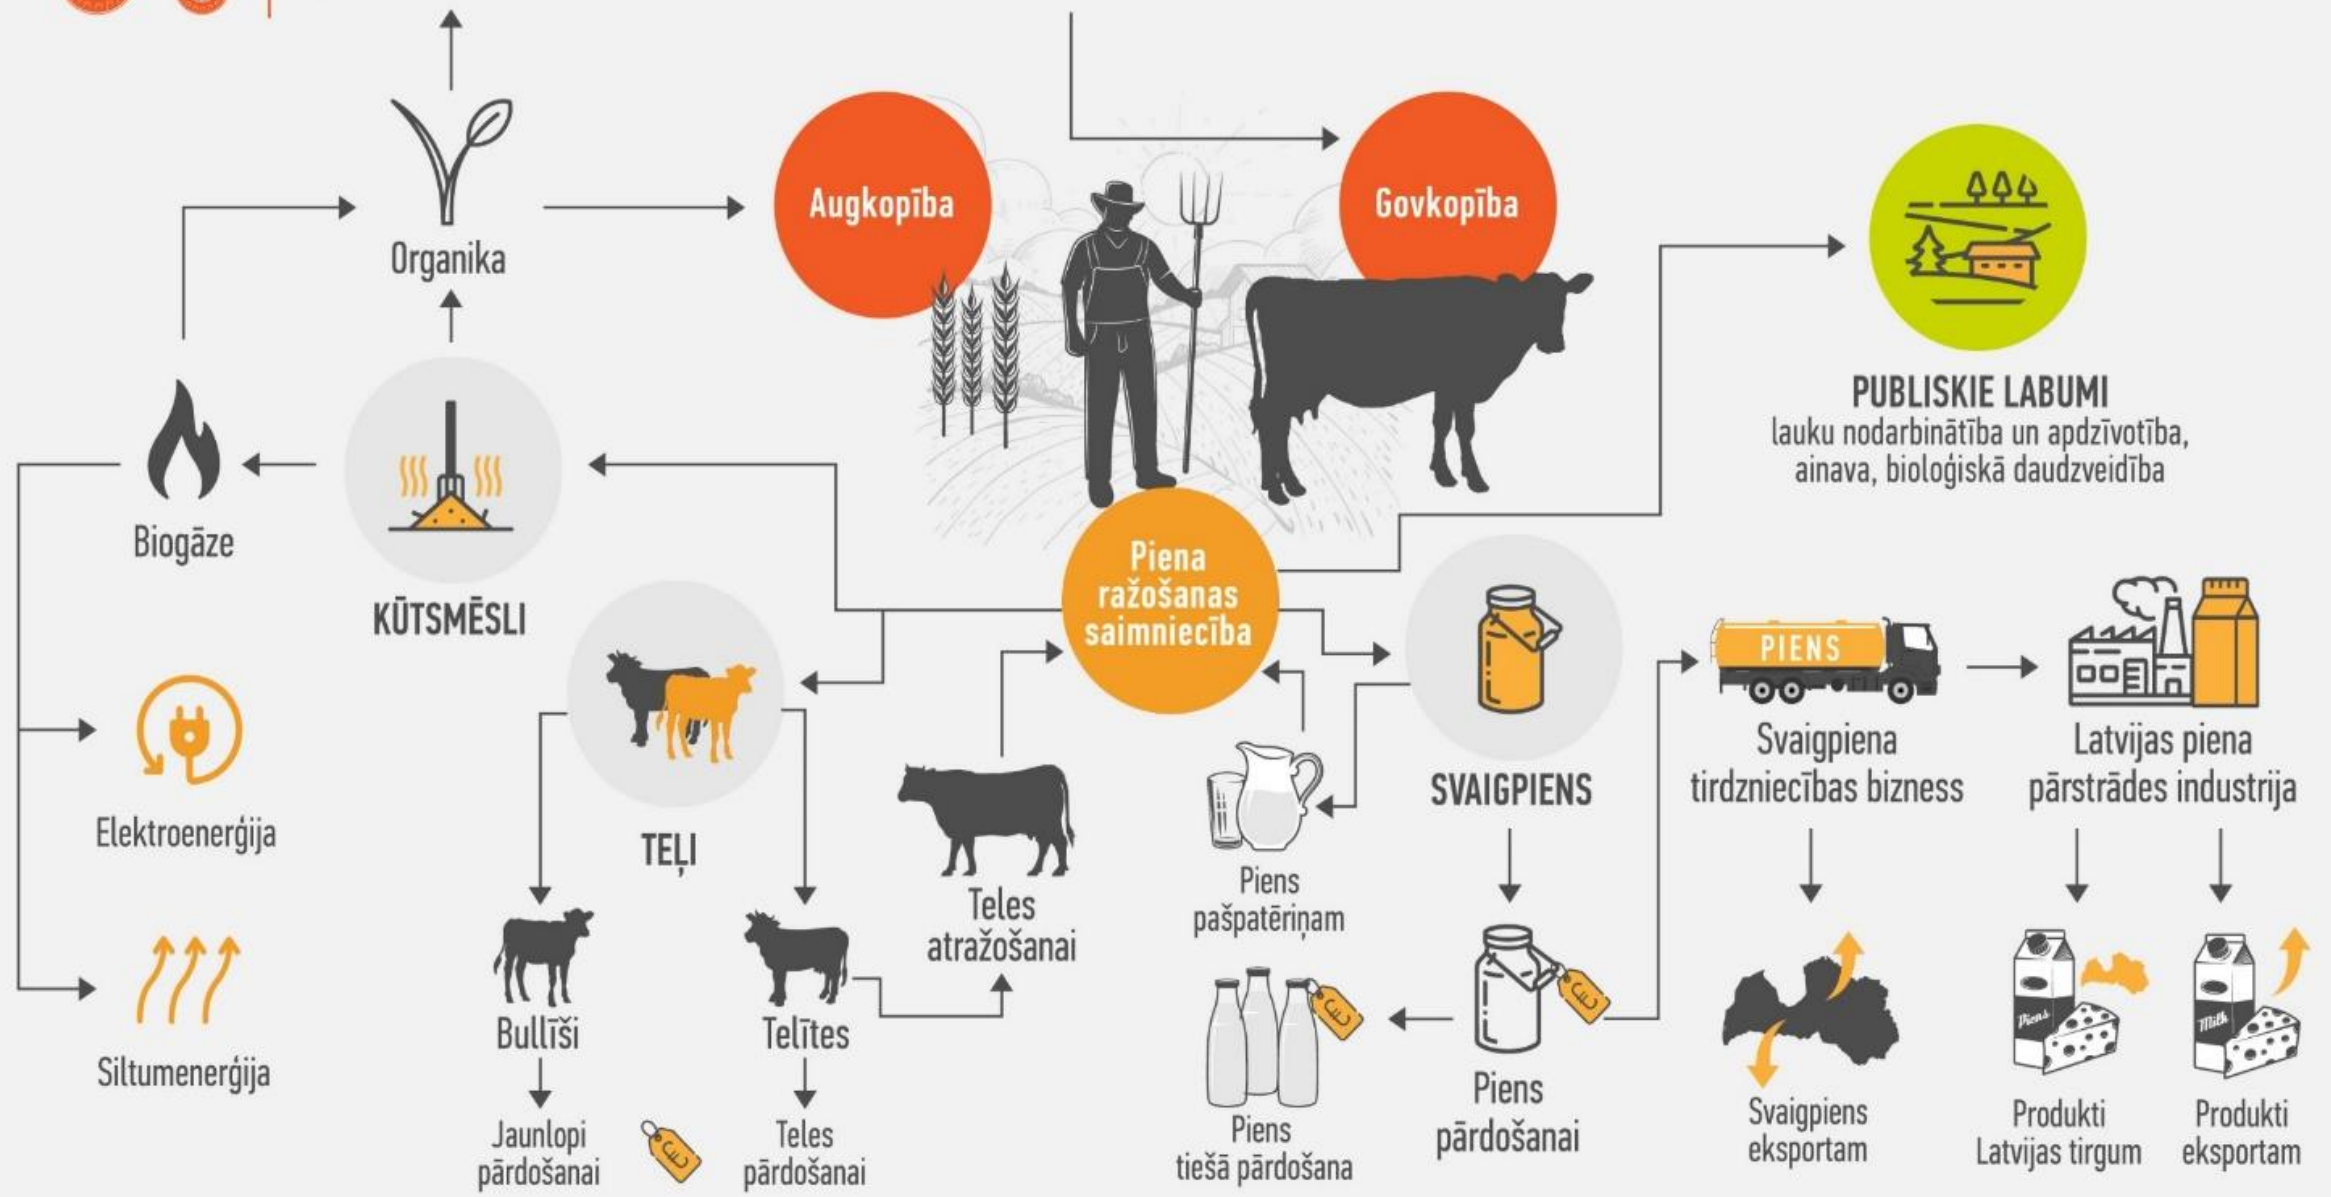 Augkopība
Govkopība
Organika
PUBLISKIE LABUMI
lauku nodarbinātība un apdzīvotība,
ainava, bioloģiskā daudzveidība
Biogāze
KŪTSMĒSLI
Piena
ražošanas
saimniecība
PIENS
Svaigpiena
tirdzniecības bizness
Latvijas piena
pārstrādes industrija
SVAIGPIENS
Elektroenerģija
TEĻI
Teles
atražošanai
Piens
pašpatēriņam
Bullīši
Telītes
Siltumenerģija
Jaunlopi
pārdošanai
€
Teles
pārdošanai
€
Piens
tiešā pārdošana
€
Piens
pārdošanai
Svaigpiens
eksportam
Piens
Produkti
Latvijas tirgum
Milk
Produkti
eksportam